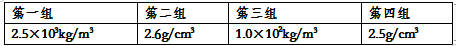 第一组 第二组 第三组 第四组
2.5×10³kg/m³ 2.6g/cm³ 1.0×10²kg/m³ 2.5g/cm³